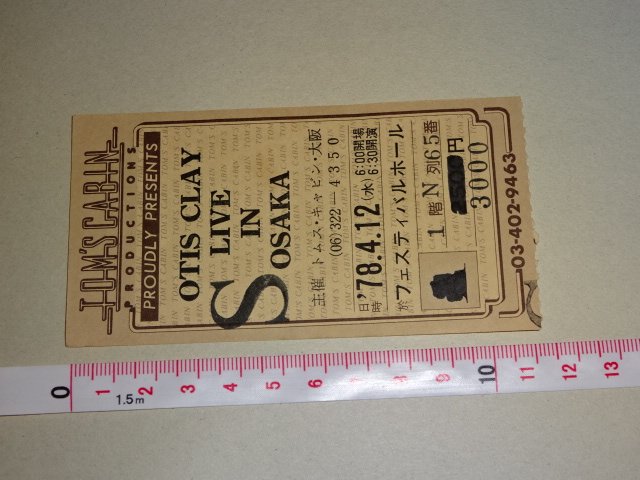 TOM'S CABIN
PRODUCTIONS
PROUDLY PRESENTS
OTIS CLAY
LIVE
IN
OSAKA
S
主催 トムス・キャビン・大阪
(06)322-4350
日時 '78.4.12(水) 6:00開場
6:30開演
於 フェスティバルホール
1階N列65番
円
3000
03-402-9463
TOM'S CABIN
0 1 2 3 4 5 6 7 8 9 10 11 12 13
1.5m